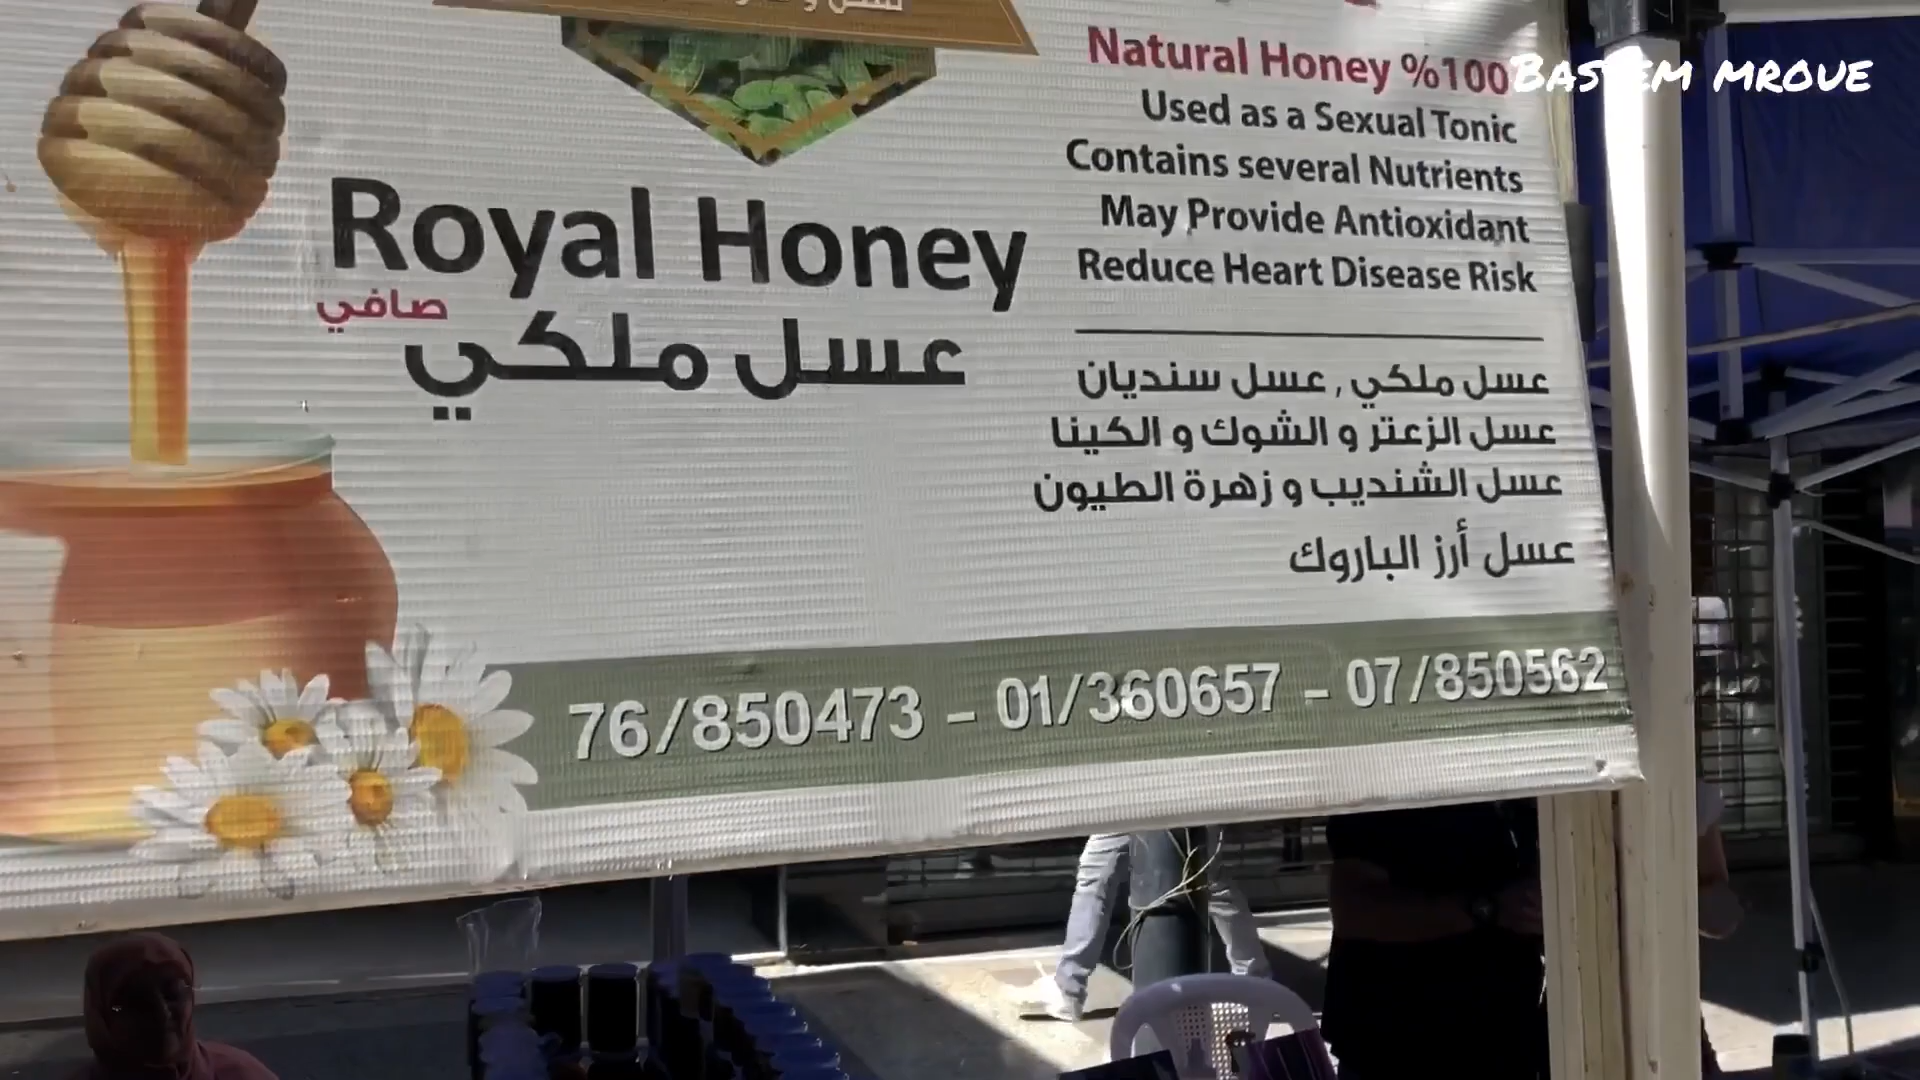 Natural Honey %100
Used as a Sexual Tonic
Contains several Nutrients
May Provide Antioxidant
Reduce Heart Disease Risk
Royal Honey
صافي
عسل ملكي
عسل ملكي , عسل سنديان
عسل الزعتر و الشوك و الكينا
عسل الشنديب و زهرة الطيون
عسل أرز الباروك
76/850473 - 01/360657 - 07/850562
mroue